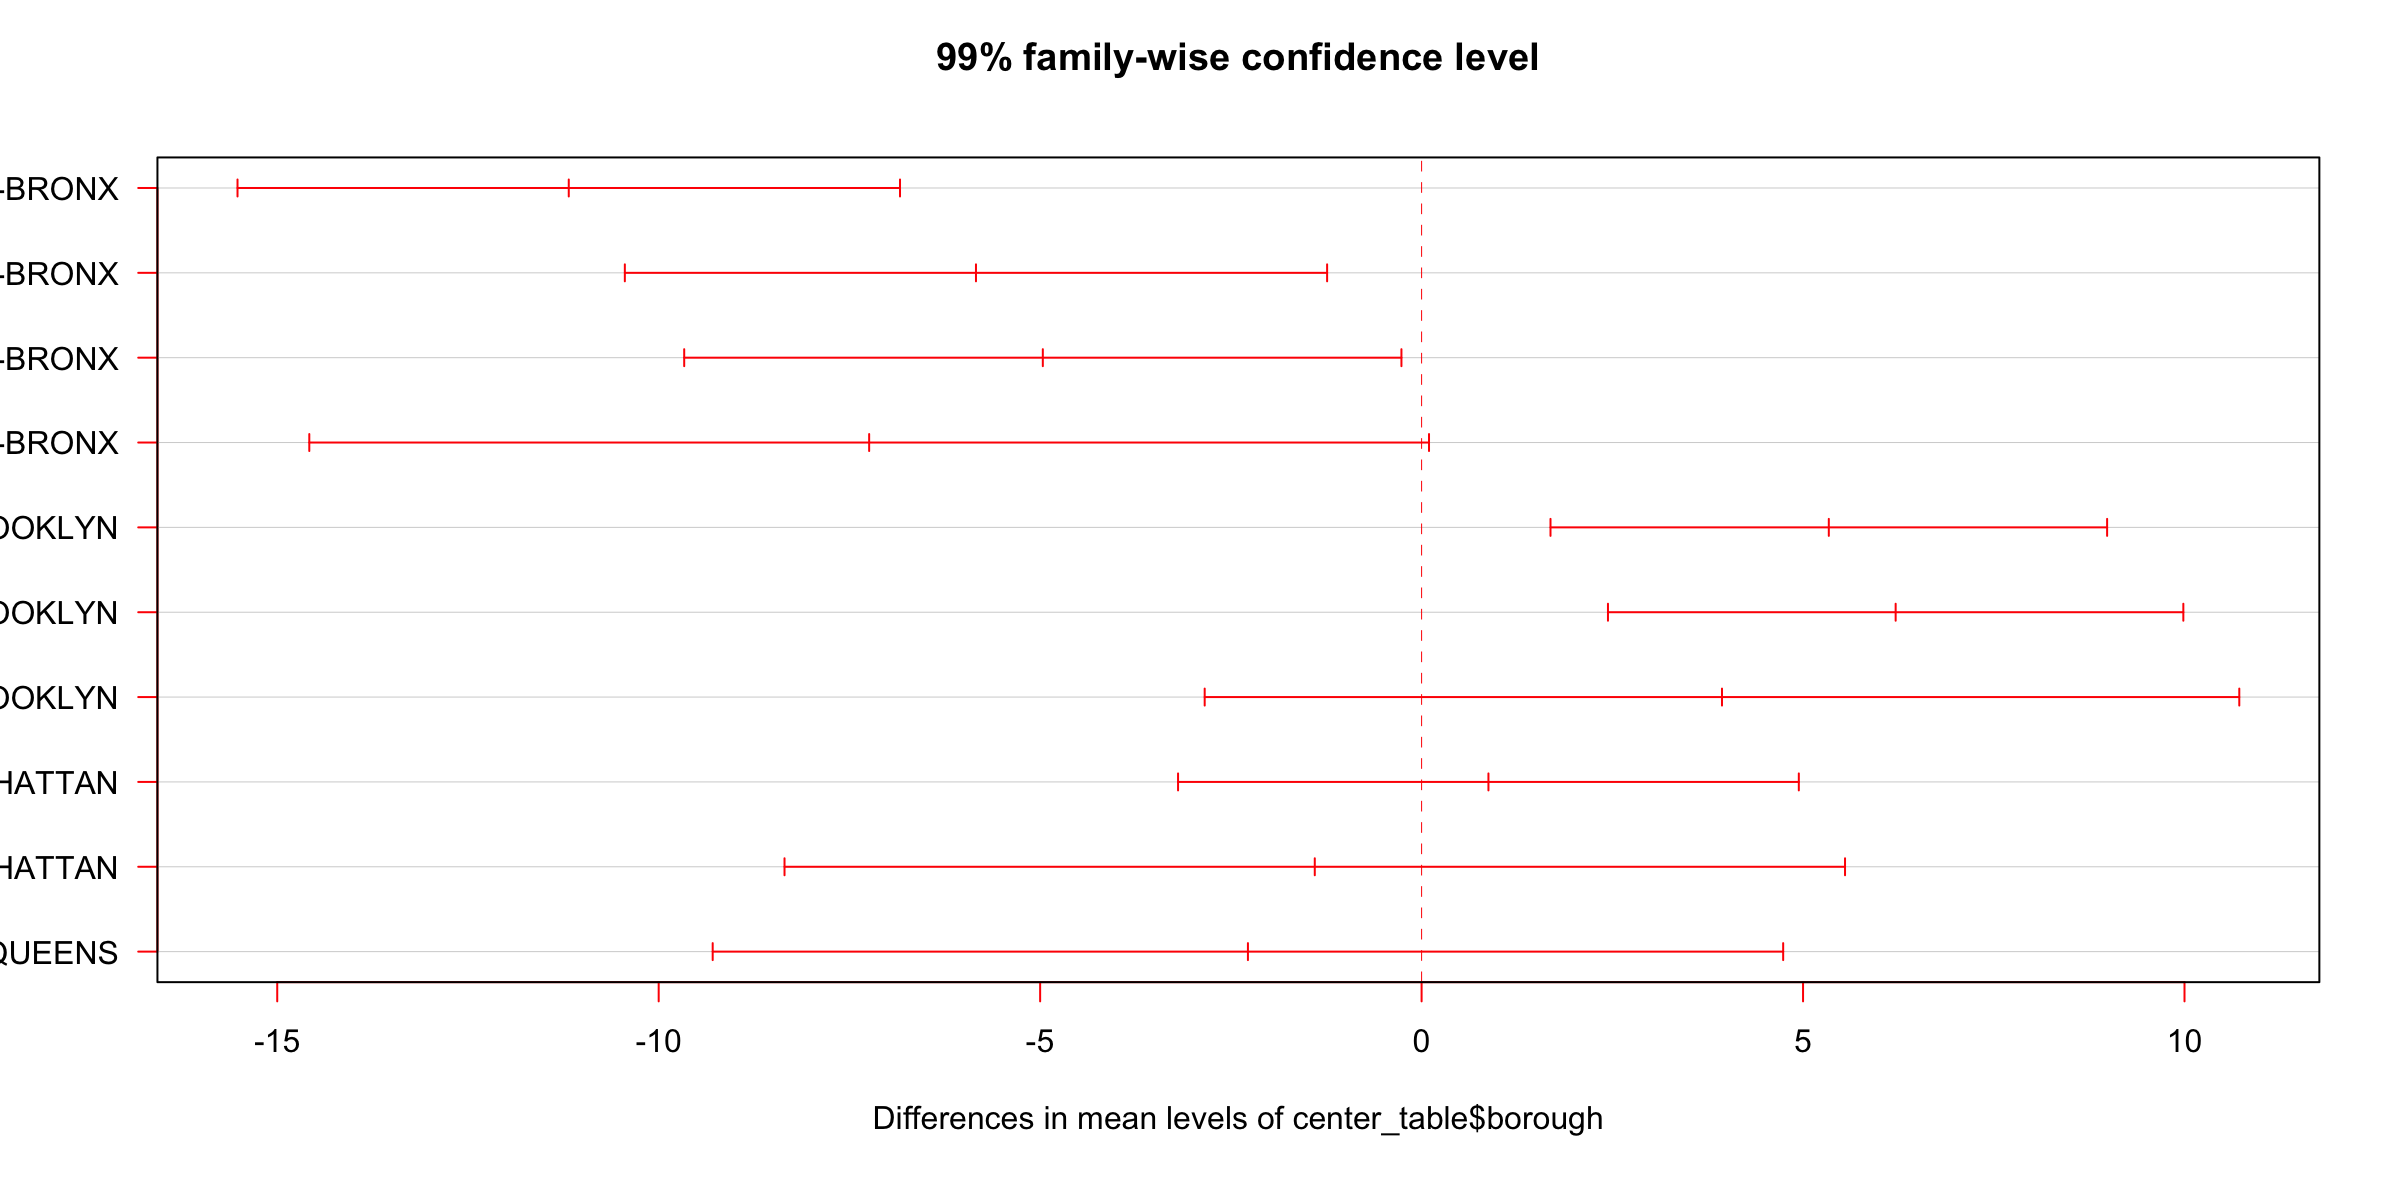 99% family-wise confidence level
-BRONX
-BRONX
-BRONX
-BRONX
OOKLYN
OOKLYN
OOKLYN
HATTAN
HATTAN
QUEENS
-15 -10 -5 0 5 10
Differences in mean levels of center_table$borough